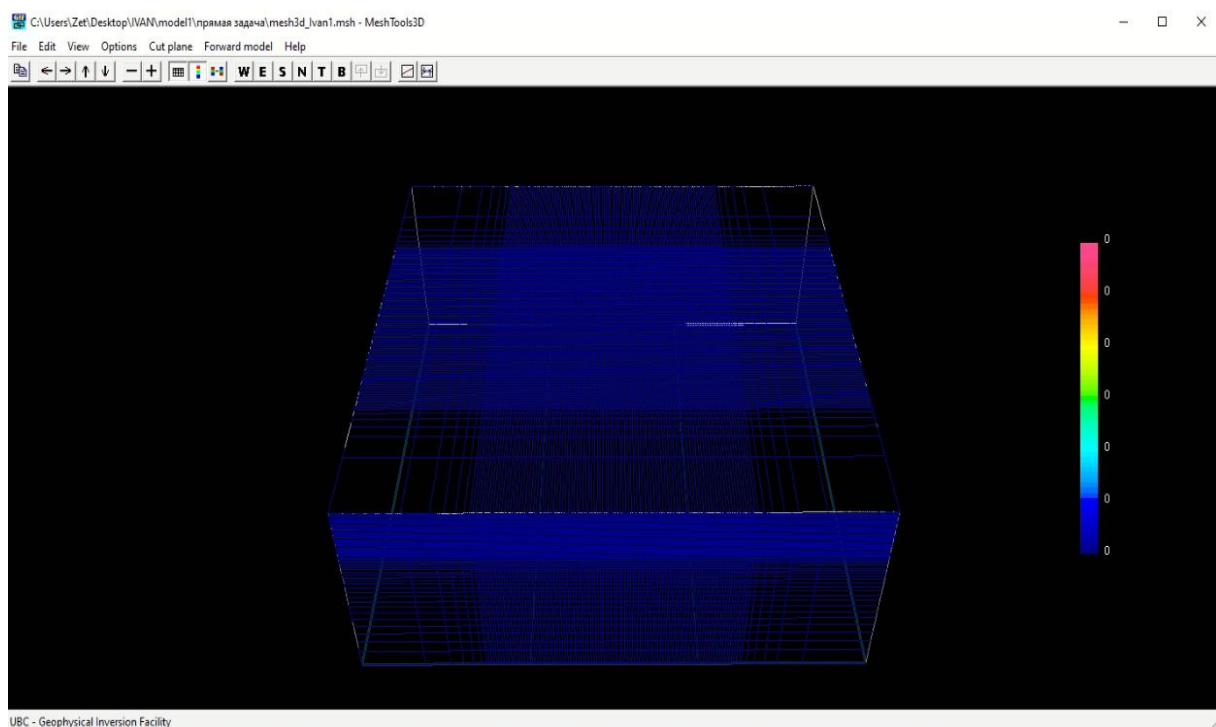 C:\Users\Zet\Desktop\IVAN\model1\прямая задача\mesh3d_Ivan1.msh - MeshTools3D
File Edit View Options Cut plane Forward model Help
W E S N T B
0
0
0
0
0
0
0
UBC - Geophysical Inversion Facility